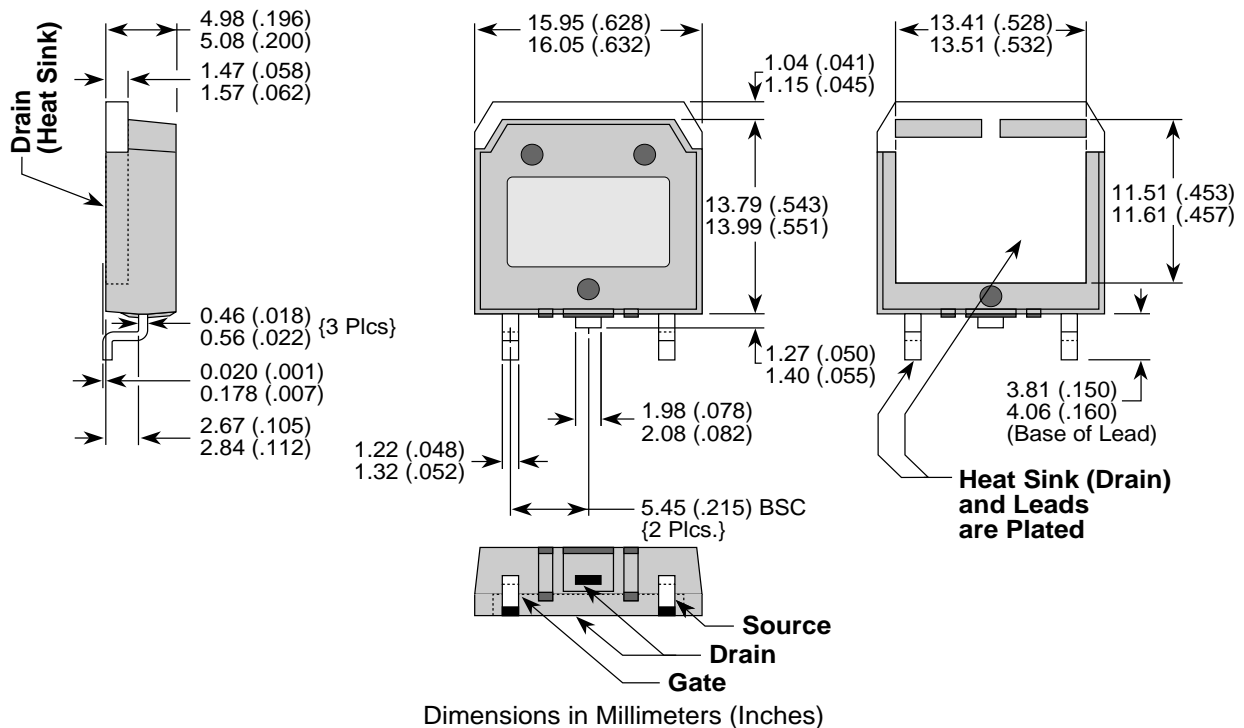 4.98 (.196)
5.08 (.200)
1.47 (.058)
1.57 (.062)
Drain
(Heat Sink)
0.46 (.018)
0.56 (.022)
{3 Plcs}
0.020 (.001)
0.178 (.007)
2.67 (.105)
2.84 (.112)
15.95 (.628)
16.05 (.632)
1.04 (.041)
1.15 (.045)
13.79 (.543)
13.99 (.551)
1.27 (.050)
1.40 (.055)
1.98 (.078)
2.08 (.082)
1.22 (.048)
1.32 (.052)
5.45 (.215) BSC
{2 Plcs.}
13.41 (.528)
13.51 (.532)
11.51 (.453)
11.61 (.457)
3.81 (.150)
4.06 (.160)
(Base of Lead)
Heat Sink (Drain)
and Leads
are Plated
Source
Drain
Gate
Dimensions in Millimeters (Inches)